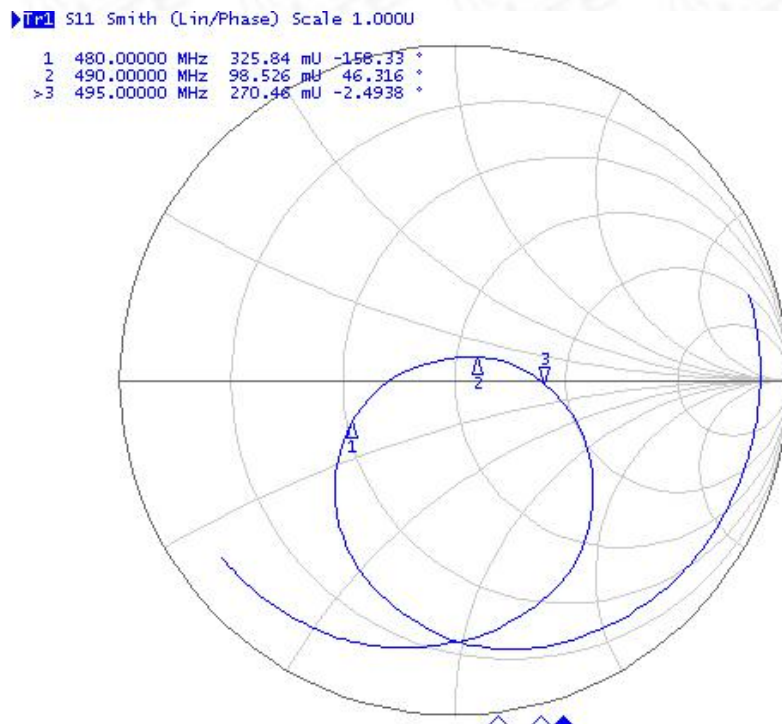 Tr1 S11 Smith (Lin/Phase) Scale 1.000U
1 480.00000 MHz 325.84 mU -158.33 °
2 490.00000 MHz 98.526 mU 46.316 °
>3 495.00000 MHz 270.46 mU -2.4938 °
3
2
1